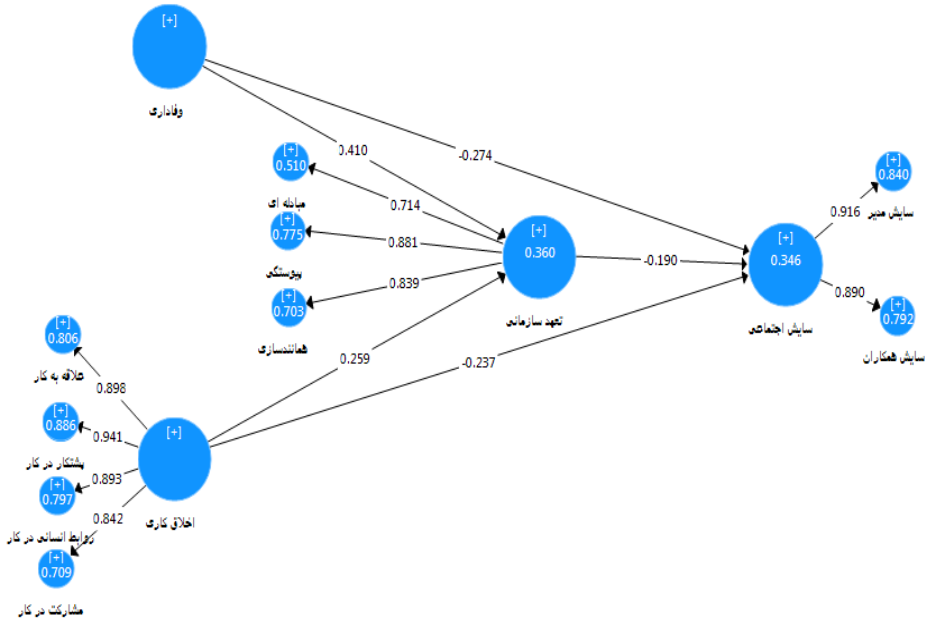 [+]
وفاداری
0.410
-0.274
[+]
0.510
مبادله ای
0.714
[+]
0.775
پیوستگی
0.881
[+]
0.703
همانندسازی
0.839
[+]
0.360
تعهد سازمانی
-0.190
[+]
0.346
سایش اجتماعی
0.916
[+]
0.840
سایش مدیر
0.890
[+]
0.792
سایش همکاران
0.259
-0.237
[+]
0.806
علاقه به کار
0.898
[+]
0.886
پشتکار در کار
0.941
[+]
0.797
روابط انسانی در کار
0.893
[+]
0.709
مشارکت در کار
0.842
[+]
اخلاق کاری